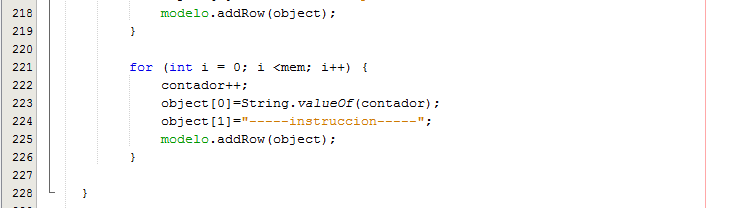 218 modelo.addRow(object);
219 }
220
221 for (int i = 0; i <mem; i++) {
222 contador++;
223 object[0]=String.valueOf(contador);
224 object[1]="-----instruccion-----";
225 modelo.addRow(object);
226 }
227
228 }